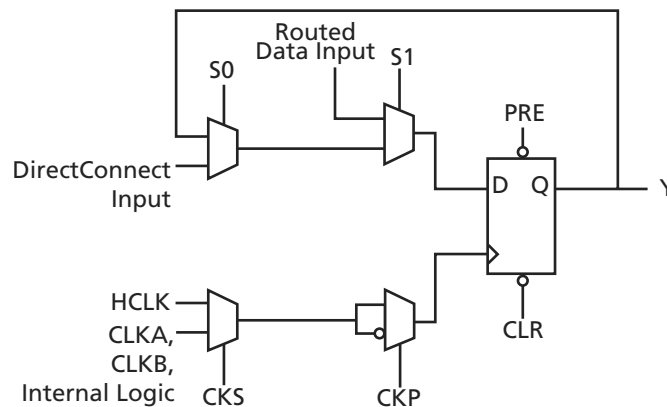 Routed
Data Input
S1
S0
PRE
DirectConnect
Input
D Q
Y
HCLK
CLKA,
CLKB,
Internal Logic
CKS
CKP
CLR